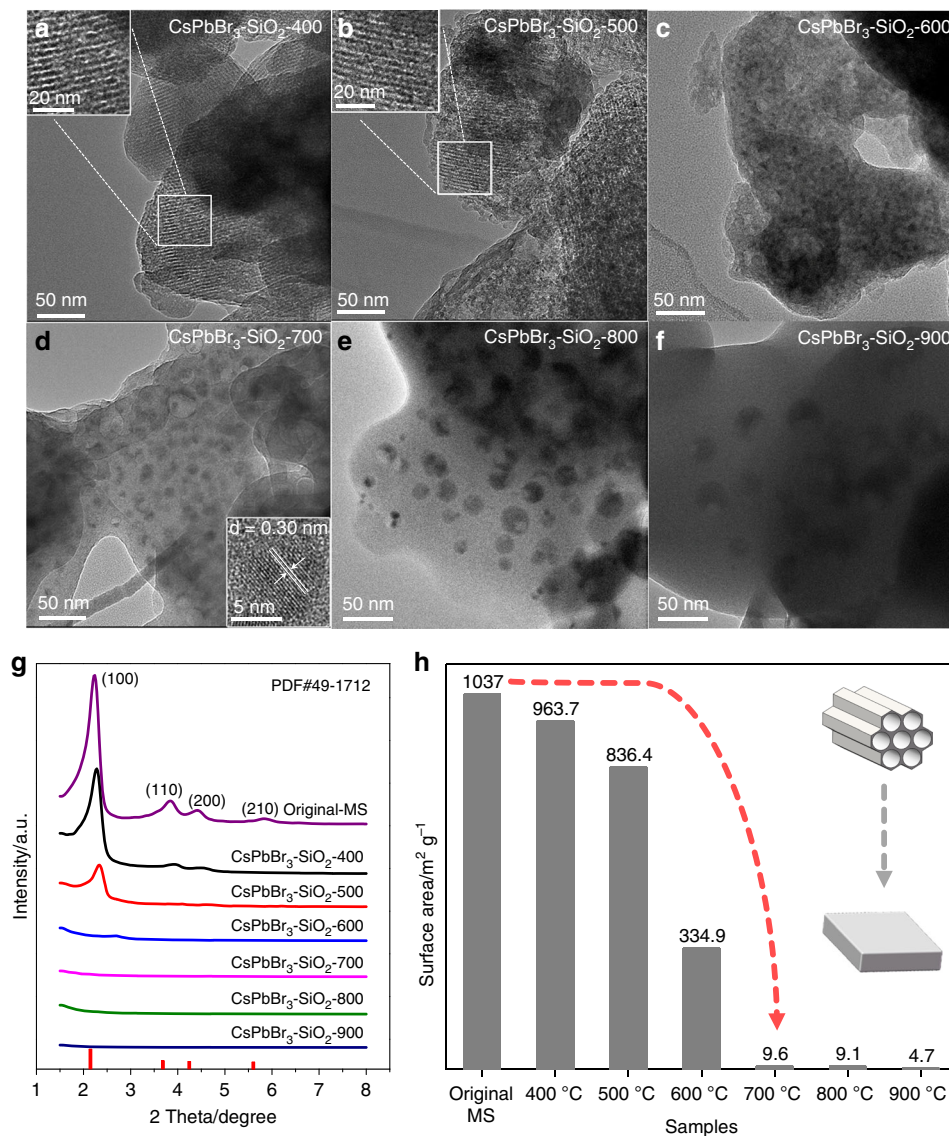 a CsPbBr₃-SiO₂-400
20 nm
50 nm
b CsPbBr₃-SiO₂-500
20 nm
50 nm
c CsPbBr₃-SiO₂-600
50 nm
d CsPbBr₃-SiO₂-700
d = 0.30 nm
5 nm
50 nm
e CsPbBr₃-SiO₂-800
50 nm
f CsPbBr₃-SiO₂-900
50 nm
g
(100)
PDF#49-1712
(110)
(200)
(210)
Original-MS
CsPbBr₃-SiO₂-400
CsPbBr₃-SiO₂-500
CsPbBr₃-SiO₂-600
CsPbBr₃-SiO₂-700
CsPbBr₃-SiO₂-800
CsPbBr₃-SiO₂-900
Intensity/a.u.
1 2 3 4 5 6 7 8
2 Theta/degree
h
1037
963.7
836.4
334.9
9.6
9.1
4.7
Surface area/m² g⁻¹
Original MS
400 °C
500 °C
600 °C
700 °C
800 °C
900 °C
Samples